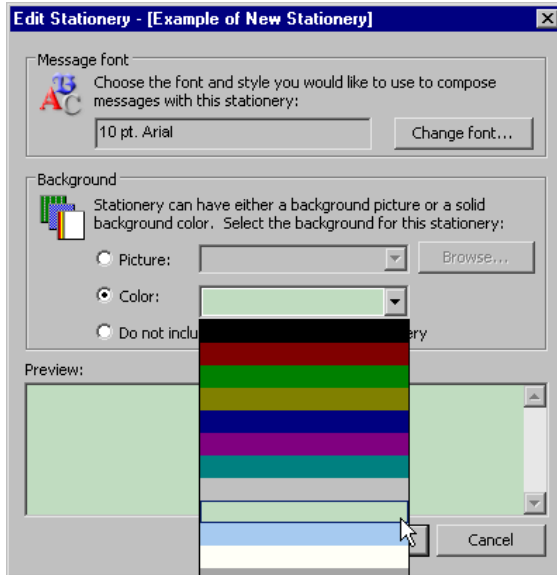 Edit Stationery - [Example of New Stationery]
Message font
Choose the font and style you would like to use to compose
messages with this stationery:
10 pt. Arial
Change font...
Background
Stationery can have either a background picture or a solid
background color. Select the background for this stationery:
Picture:
Browse...
Color:
Do not
Preview:
Cancel